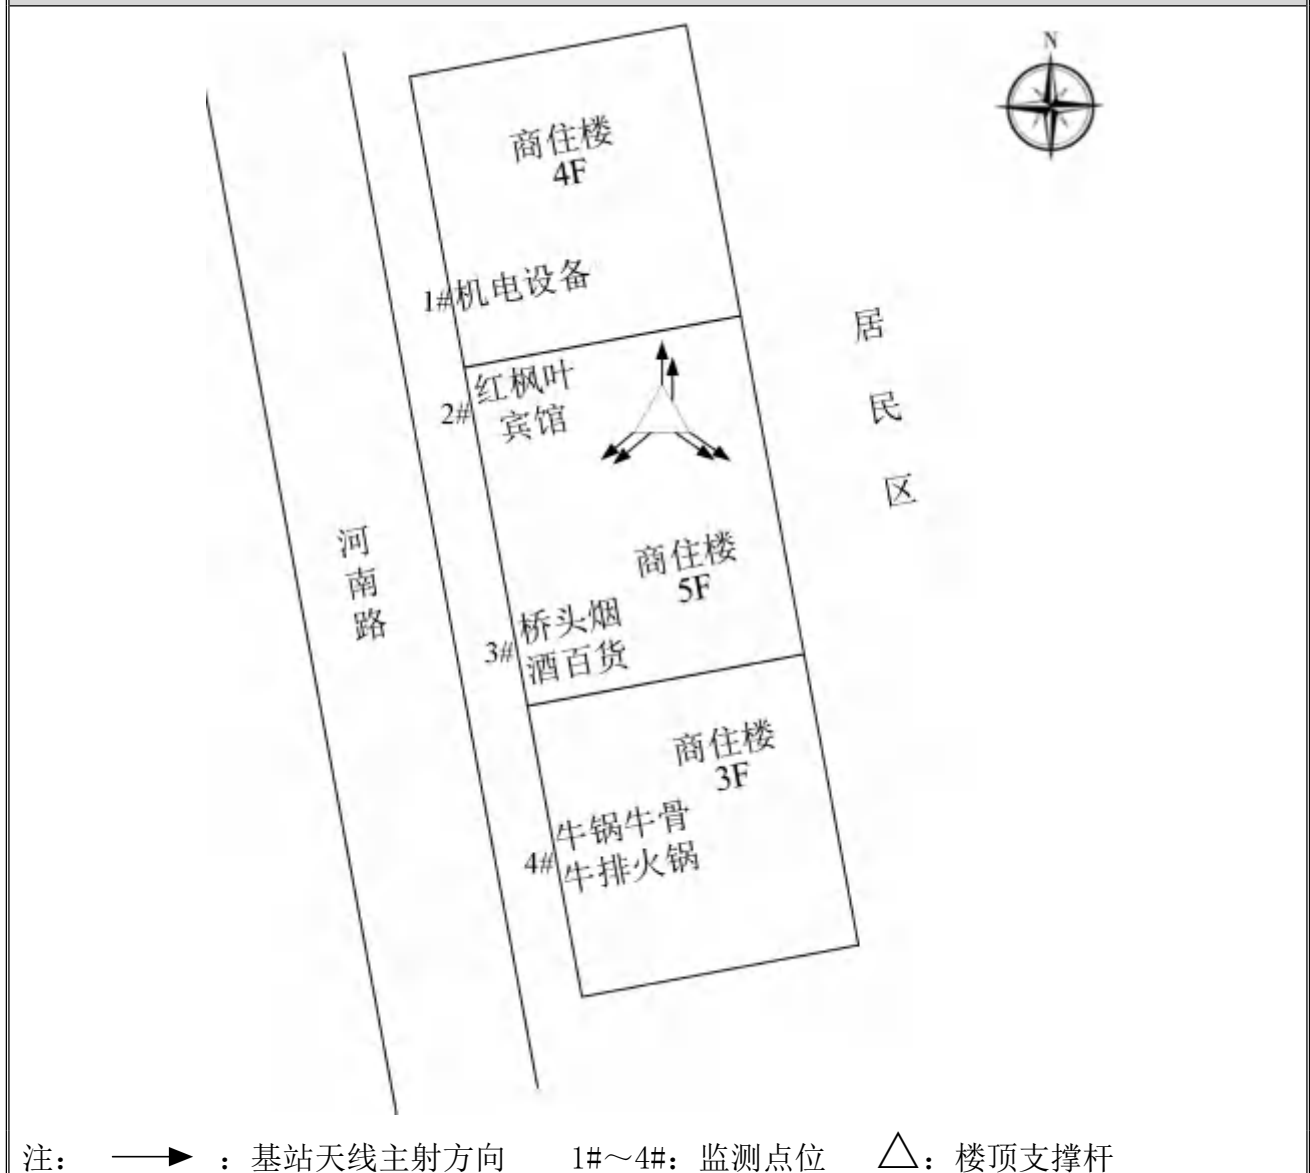 N
商住楼
4F
1#机电设备
2#
红枫叶
宾馆
居
民
区
河
南
路
商住楼
5F
3#
桥头烟
酒百货
商住楼
3F
4#
牛锅牛骨
牛排火锅
注： ：基站天线主射方向 1#～4#：监测点位 △：楼顶支撑杆